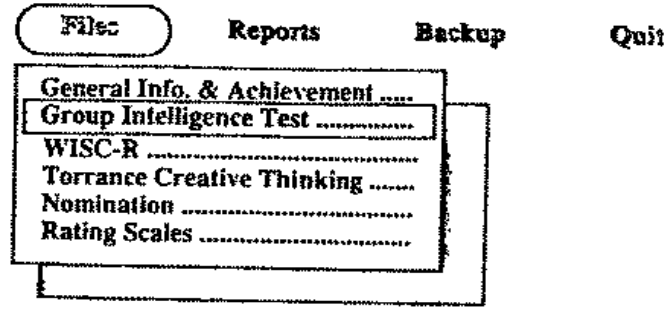 Files Reports Backup Quit
General Info. & Achievement .....
Group Intelligence Test ..............
WISC-R ......................................
Torrance Creative Thinking ......
Nomination .................................
Rating Scales ..............................